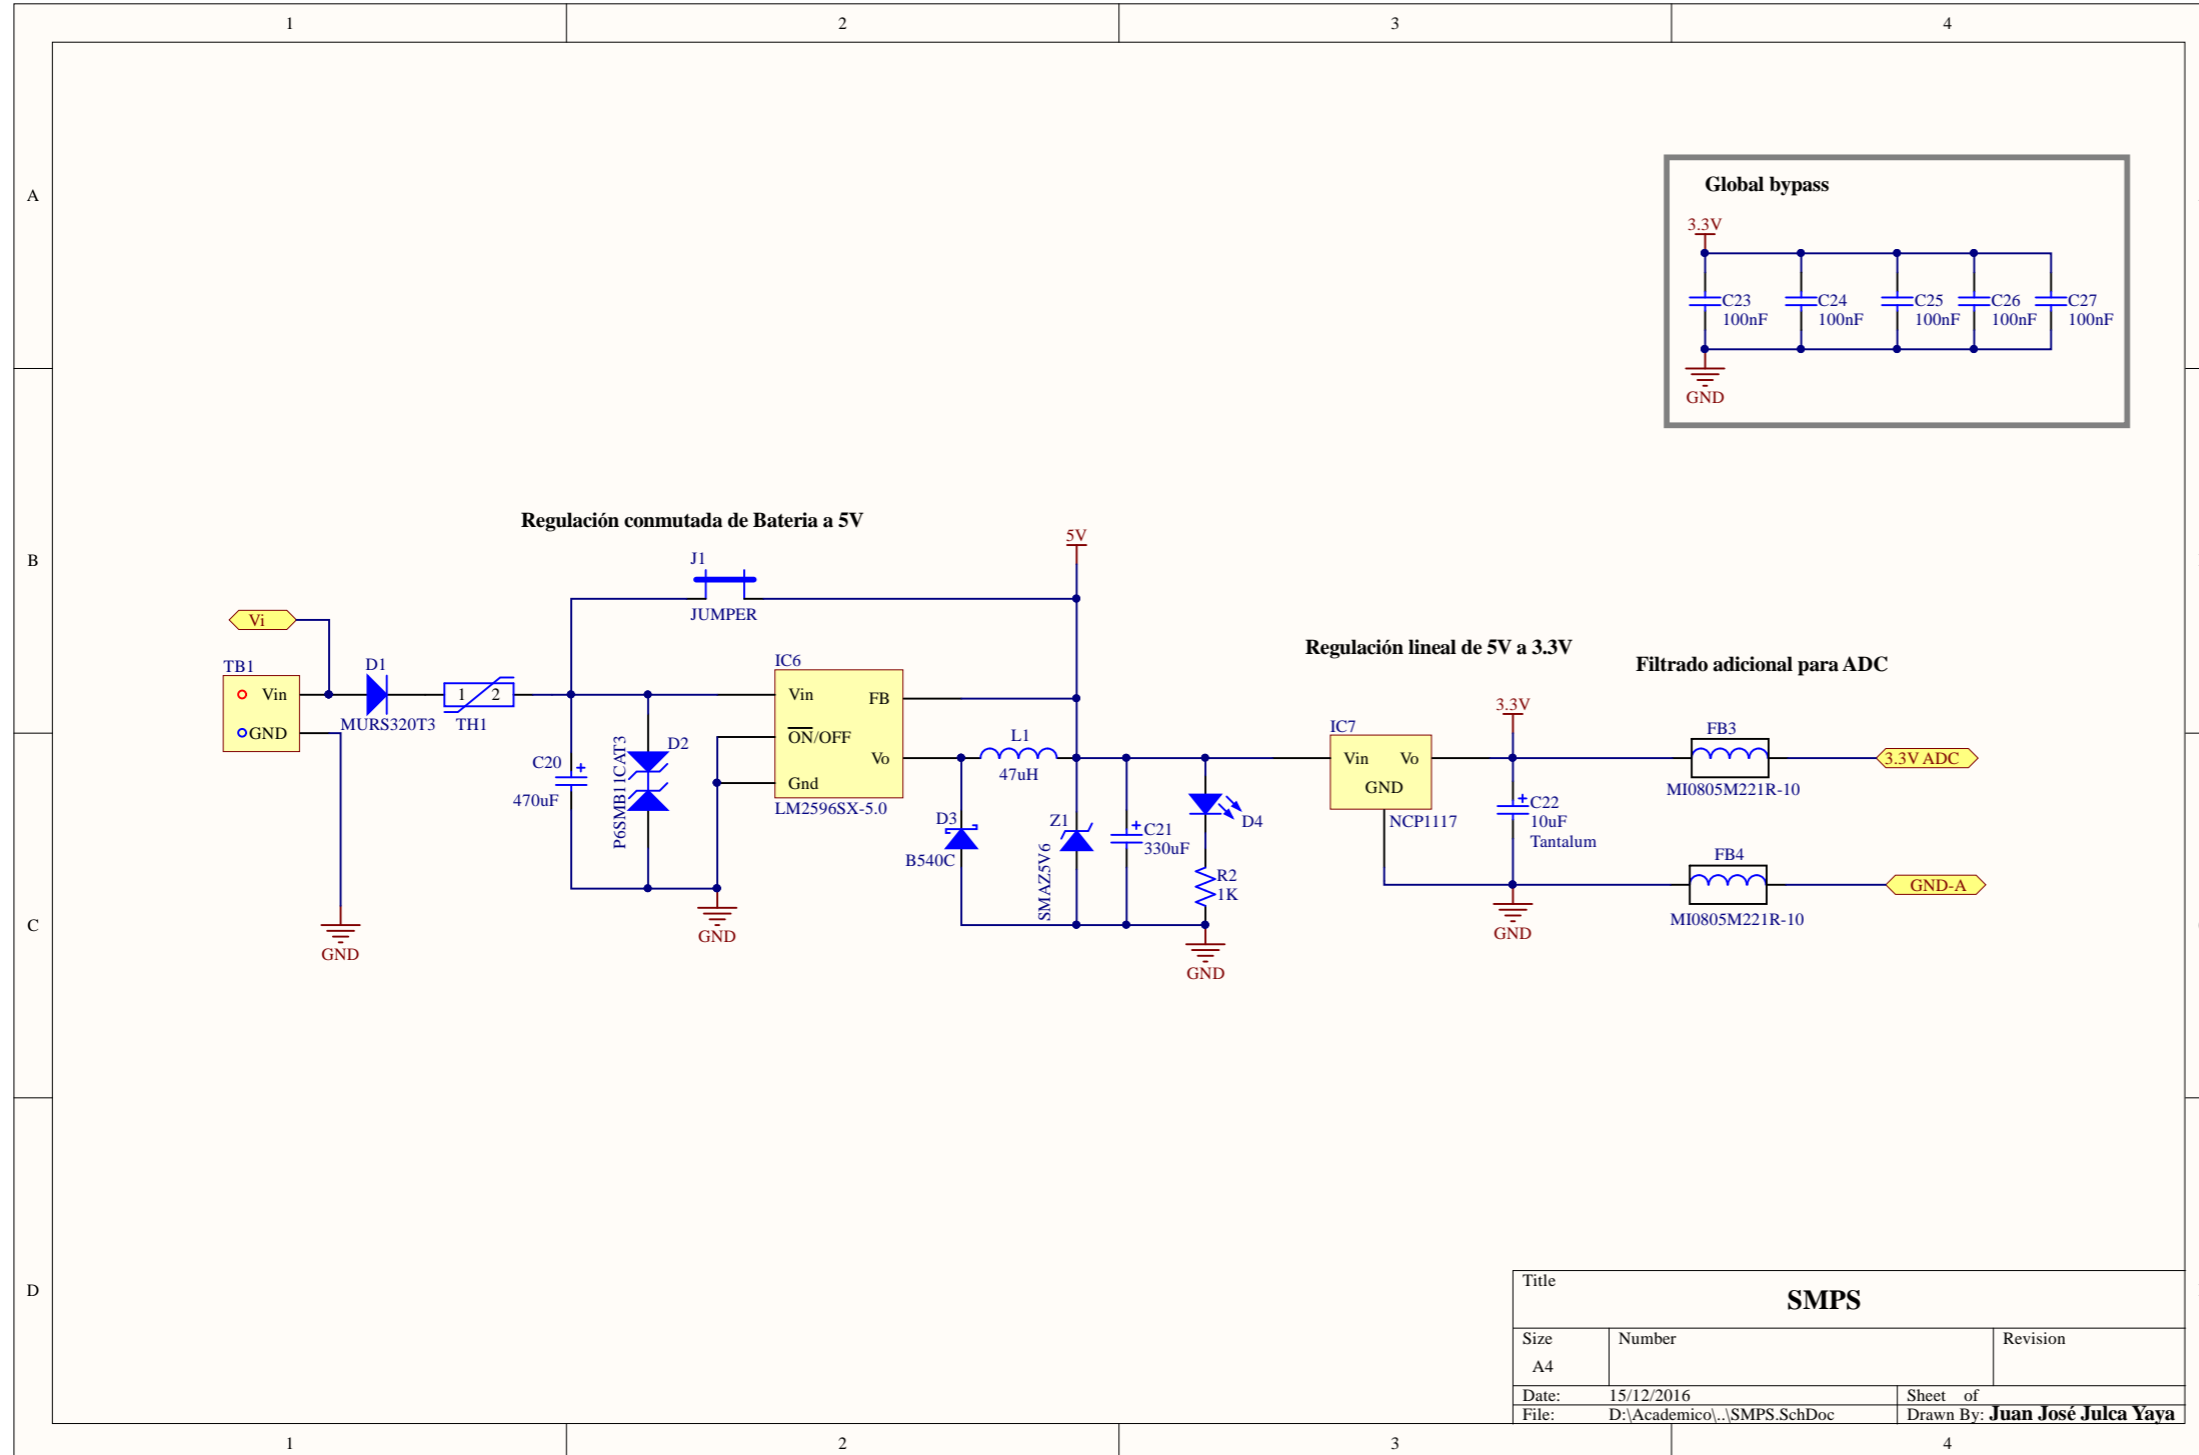 1 2 3 4
A
Global bypass
3.3V
C23 C24 C25 C26 C27
100nF 100nF 100nF 100nF 100nF
GND
B
Regulación conmutada de Bateria a 5V
5V
J1
JUMPER
Vi
Regulación lineal de 5V a 3.3V
Filtrado adicional para ADC
TB1
Vin
GND
D1
MURS320T3
1 2
TH1
GND
C20
+
470uF
P6SMB11CAT3
D2
IC6
Vin
FB
ON/OFF
Vo
Gnd
LM2596SX-5.0
GND
L1
47uH
D3
B540C
Z1
SMAZ5V6
+
C21
330uF
D4
R2
1K
GND
IC7
Vin Vo
GND
NCP1117
3.3V
+
C22
10uF
Tantalum
GND
FB3
MI0805M221R-10
3.3V ADC
FB4
MI0805M221R-10
GND-A
C
D
Title
SMPS
Size Number Revision
A4
Date: 15/12/2016 Sheet of
File: D:\Academico\..\SMPS.SchDoc Drawn By: Juan José Julca Yaya
1 2 3 4